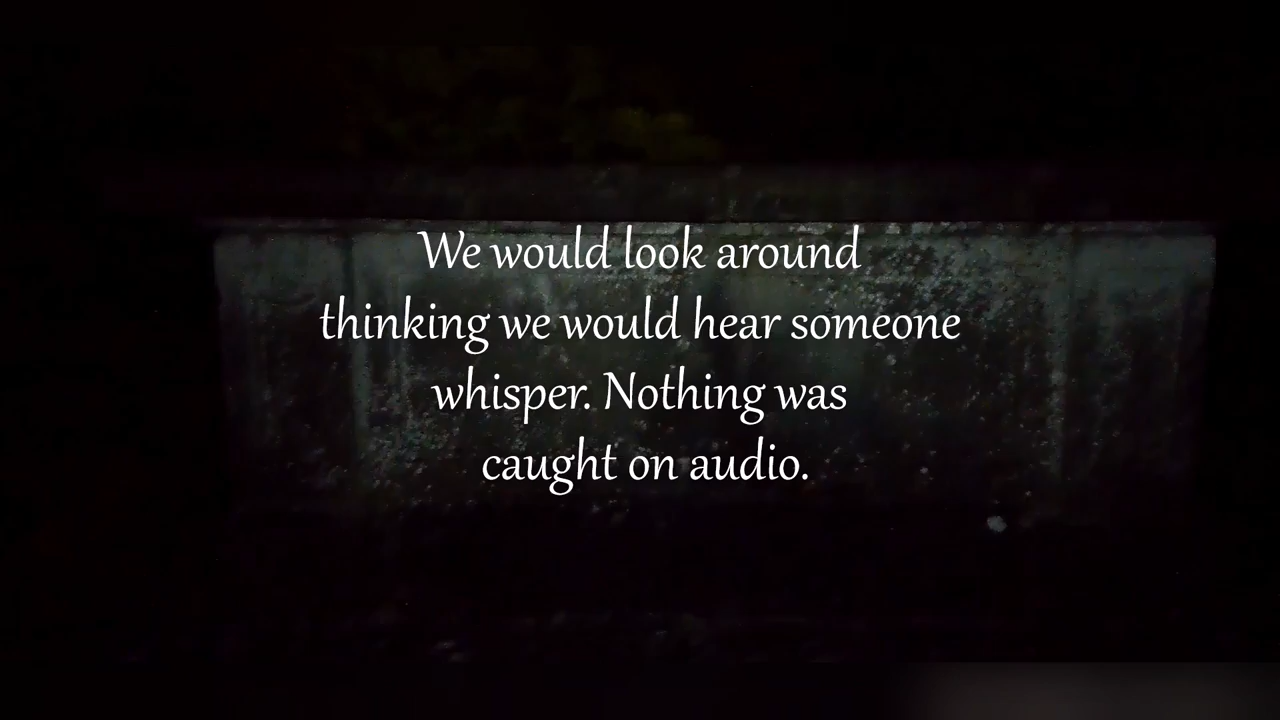 We would look around
thinking we would hear someone
whisper. Nothing was
caught on audio.